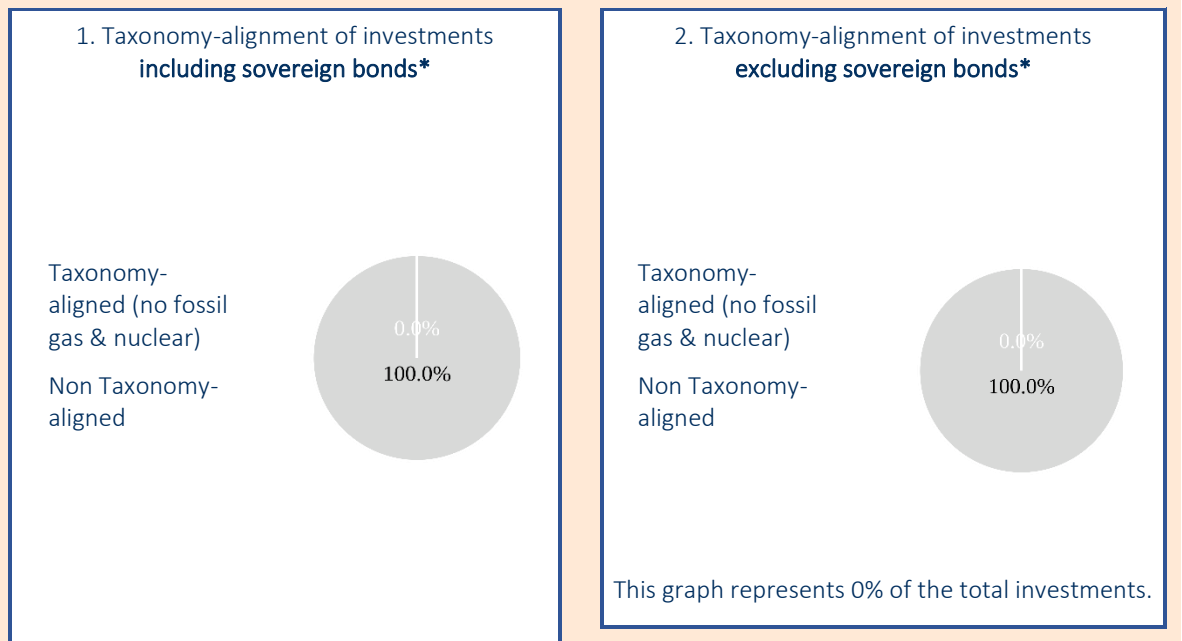 1. Taxonomy-alignment of investments
including sovereign bonds*
Taxonomy-
aligned (no fossil
gas & nuclear)
Non Taxonomy-
aligned
0.0%
100.0%
2. Taxonomy-alignment of investments
excluding sovereign bonds*
Taxonomy-
aligned (no fossil
gas & nuclear)
Non Taxonomy-
aligned
0.0%
100.0%
This graph represents 0% of the total investments.